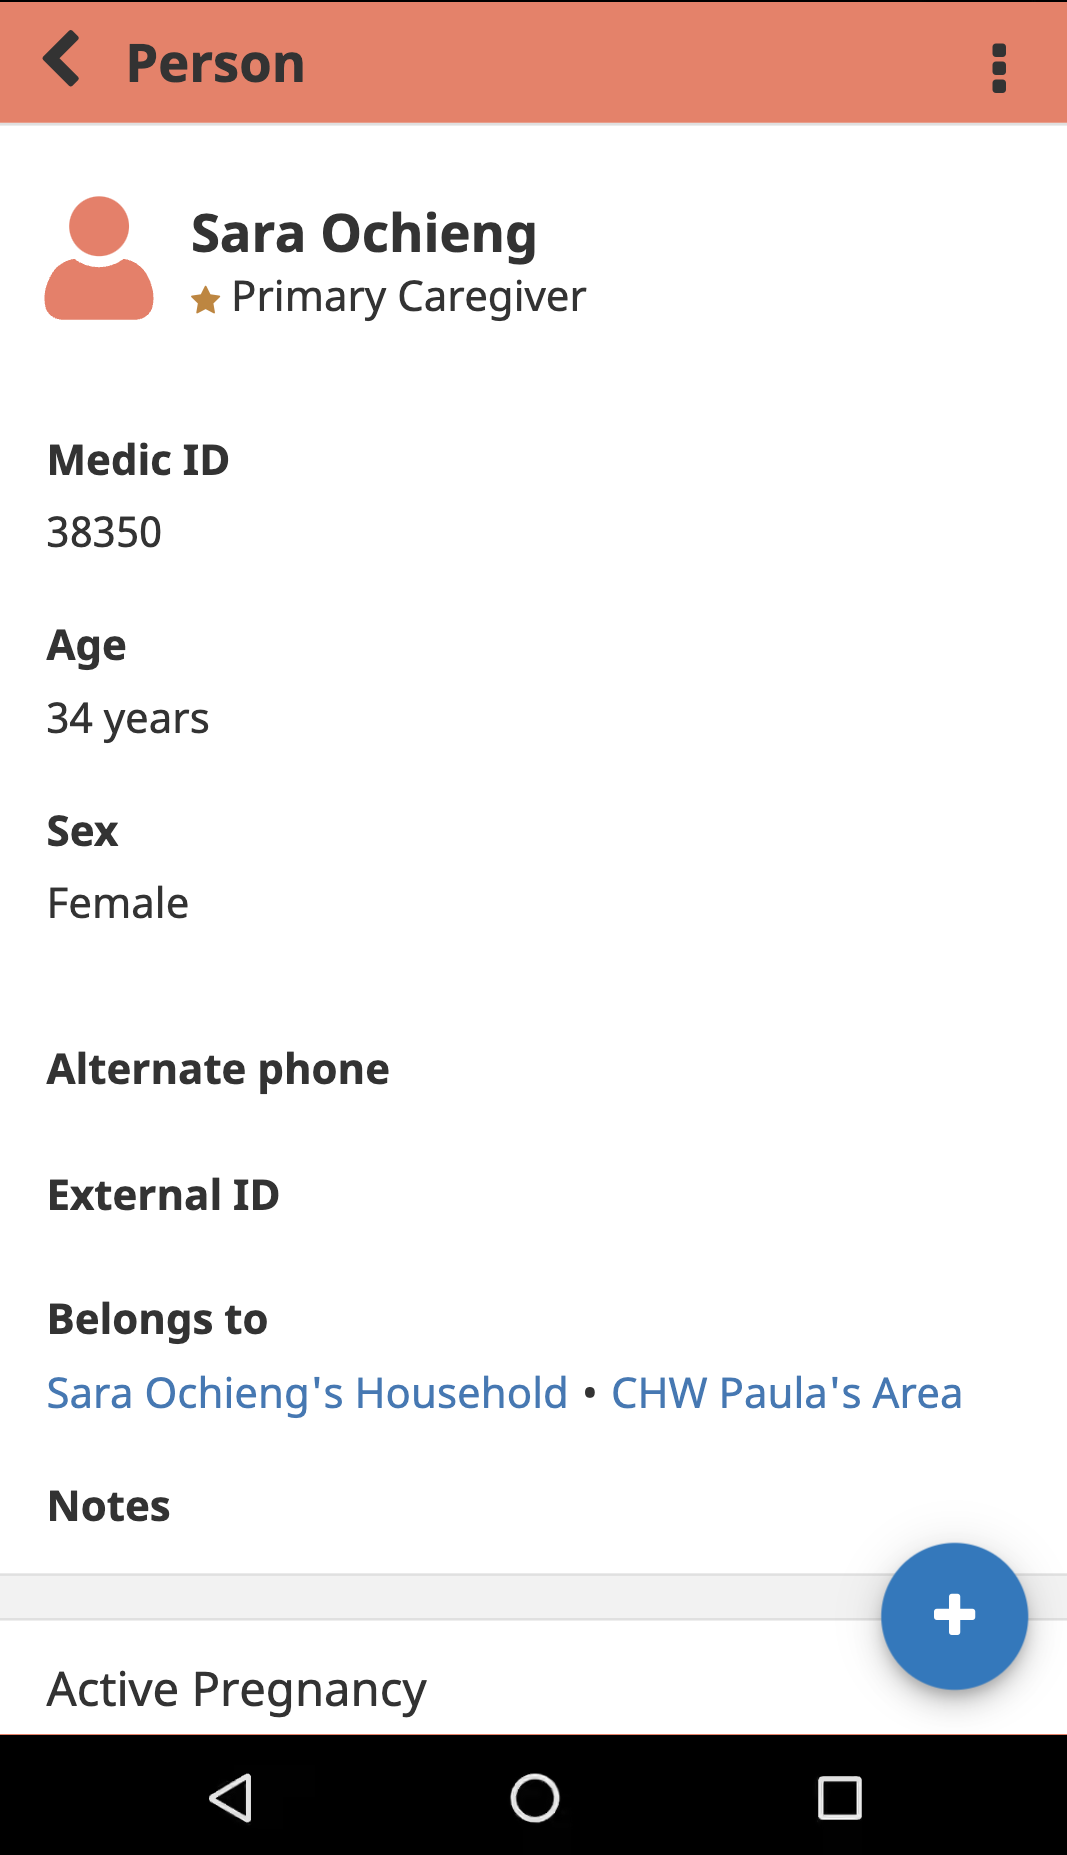 Person
Sara Ochieng
Primary Caregiver
Medic ID
38350
Age
34 years
Sex
Female
Alternate phone
External ID
Belongs to
Sara Ochieng's Household • CHW Paula's Area
Notes
Active Pregnancy